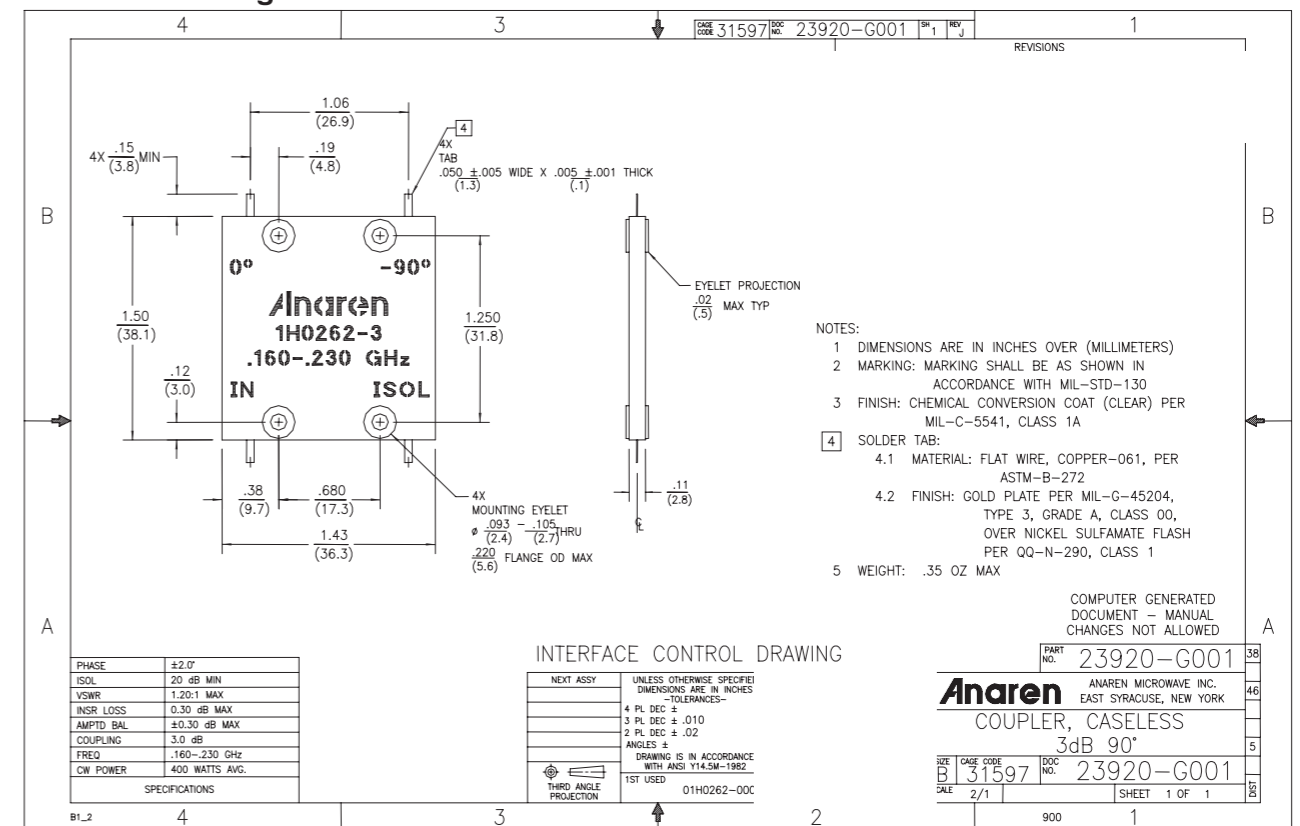 4 3 CAGE CODE 31597 DOC NO. 23920-G001 SH 1 REV J 1
REVISIONS
1.06
(26.9)
4
4X
TAB
.050 ±.005 WIDE X .005 ±.001 THICK
(1.3) (.1)
4X .15 MIN
(3.8)
.19
(4.8)
B B
0° -90°
EYELET PROJECTION
.02 MAX TYP
(.5)
Anaren
1H0262-3
.160-.230 GHz
IN ISOL
1.50
(38.1)
1.250
(31.8)
.12
(3.0)
.38
(9.7)
.680
(17.3)
1.43
(36.3)
4X
MOUNTING EYELET
ø .093 - .105 THRU
(2.4) (2.7)
.220 FLANGE OD MAX
(5.6)
.11
(2.8)
℄
NOTES:
1 DIMENSIONS ARE IN INCHES OVER (MILLIMETERS)
2 MARKING: MARKING SHALL BE AS SHOWN IN
ACCORDANCE WITH MIL-STD-130
3 FINISH: CHEMICAL CONVERSION COAT (CLEAR) PER
MIL-C-5541, CLASS 1A
4 SOLDER TAB:
4.1 MATERIAL: FLAT WIRE, COPPER-061, PER
ASTM-B-272
4.2 FINISH: GOLD PLATE PER MIL-G-45204,
TYPE 3, GRADE A, CLASS 00,
OVER NICKEL SULFAMATE FLASH
PER QQ-N-290, CLASS 1
5 WEIGHT: .35 OZ MAX
COMPUTER GENERATED
DOCUMENT - MANUAL
CHANGES NOT ALLOWED
A A
INTERFACE CONTROL DRAWING
PHASE ±2.0°
ISOL 20 dB MIN
VSWR 1.20:1 MAX
INSR LOSS 0.30 dB MAX
AMPTD BAL ±0.30 dB MAX
COUPLING 3.0 dB
FREQ .160-.230 GHz
CW POWER 400 WATTS AVG.
SPECIFICATIONS
NEXT ASSY
THIRD ANGLE
PROJECTION
UNLESS OTHERWISE SPECIFIE
DIMENSIONS ARE IN INCHES
-TOLERANCES-
4 PL DEC ±
3 PL DEC ± .010
2 PL DEC ± .02
ANGLES ±
DRAWING IS IN ACCORDANCE
WITH ANSI Y14.5M-1982
1ST USED
01H0262-000
PART NO. 23920-G001 38
Anaren ANAREN MICROWAVE INC.
EAST SYRACUSE, NEW YORK
46
COUPLER, CASELESS
3dB 90°
5
SIZE B CAGE CODE 31597 DOC NO. 23920-G001
SCALE 2/1 SHEET 1 OF 1 DIST
B1_2 4 3 2 900 1